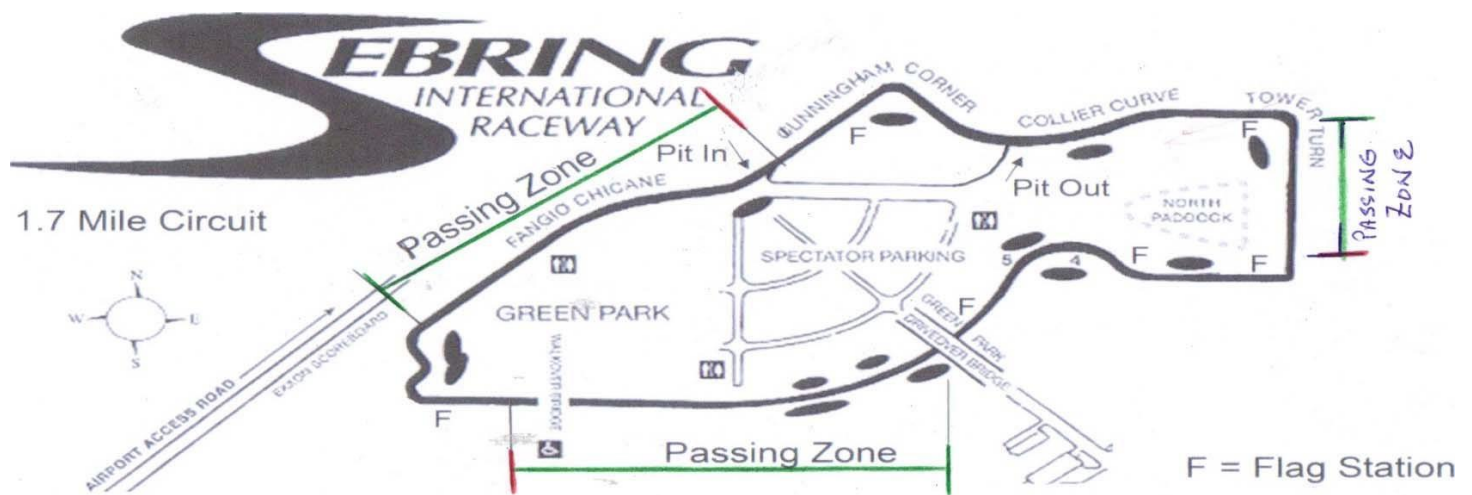 SEBRING
INTERNATIONAL
RACEWAY
CUNNINGHAM CORNER
COLLIER CURVE
TOWER TURN
F
F
Pit In
Pit Out
Passing Zone
FANGIO CHICANE
PASSING
ZONE
1.7 Mile Circuit
NORTH
PADDOCK
N
W E
S
SPECTATOR PARKING
5 4
F
F
GREEN PARK
F
GREEN PARK
DRIVEOVER BRIDGE
WALKOVER BRIDGE
AIRPORT ACCESS ROAD
EXXON SCOREBOARD
F
Passing Zone
F = Flag Station